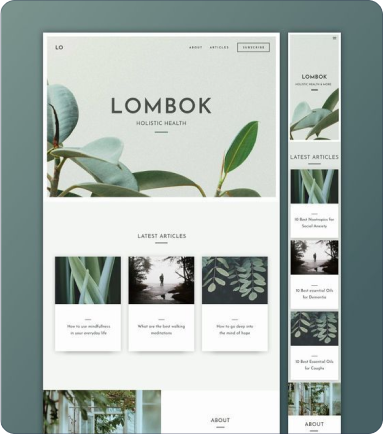 LO
ABOUT ARTICLES SUBSCRIBE
LOMBOK
HOLISTIC HEALTH
LATEST ARTICLES
How to use mindfulness
in your everyday life
What are the best walking
meditations
How to go deep into
the mind of hope
ABOUT
LOMBOK
HOLISTIC HEALTH & MORE
LATEST ARTICLES
10 Best Nootropics for
Social Anxiety
10 Best essential Oils
for Dementia
10 Best Essential Oils
for Coughs
ABOUT